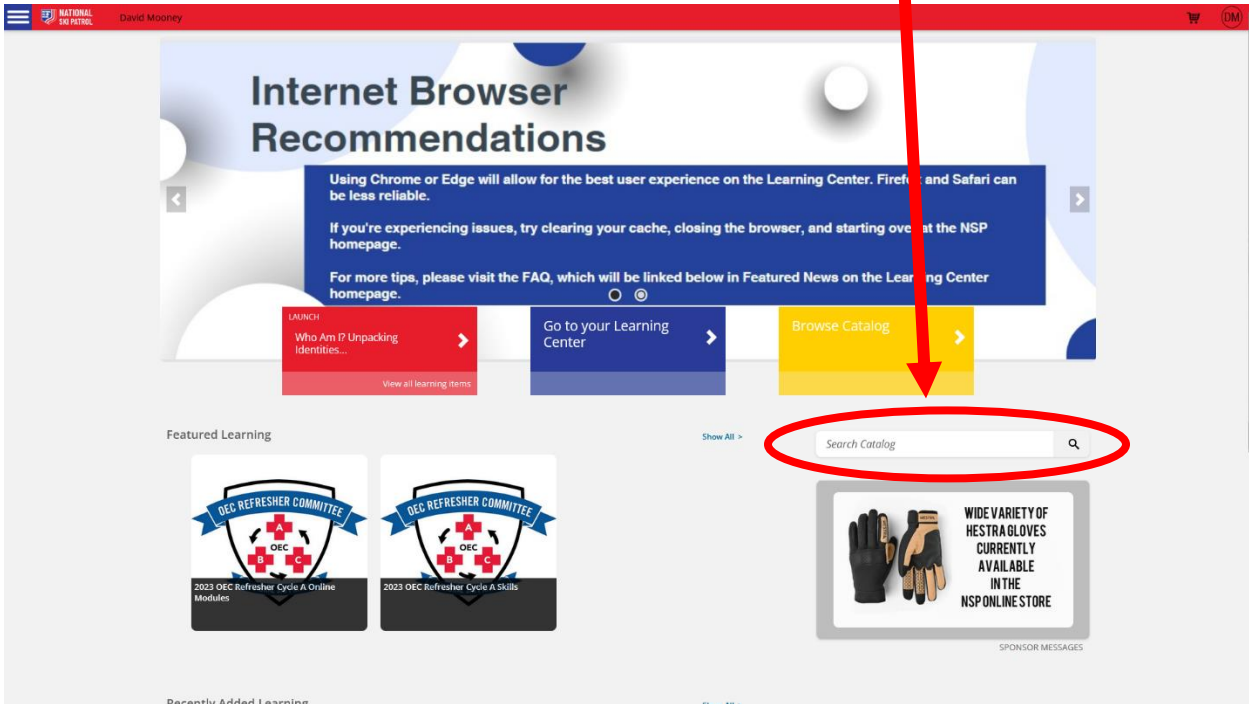 NATIONAL
SKI PATROL
David Mooney
DM
Internet Browser
Recommendations
Using Chrome or Edge will allow for the best user experience on the Learning Center. and Safari can
be less reliable.
If you're experiencing issues, try clearing your cache, closing the browser, and starting at the NSP
homepage.
For more tips, please visit the FAQ, which will be linked below in Featured News on the Center
homepage.
LAUNCH
Who Am I? Unpacking
Identities...
View all learning items
Go to your Learning
Center
Browse Catalog
Featured Learning
Show All >
Search Catalog
OEC REFRESHER COMMITTEE
A
OEC
B C
2023 OEC Refresher Cycle A Online
Modules
OEC REFRESHER COMMITTEE
A
OEC
B C
2023 OEC Refresher Cycle A Skills
HESTRA
WIDE VARIETY OF
HESTRA GLOVES
CURRENTLY
AVAILABLE
IN THE
NSP ONLINE STORE
SPONSOR MESSAGES
Recently Added Learning
Show All >